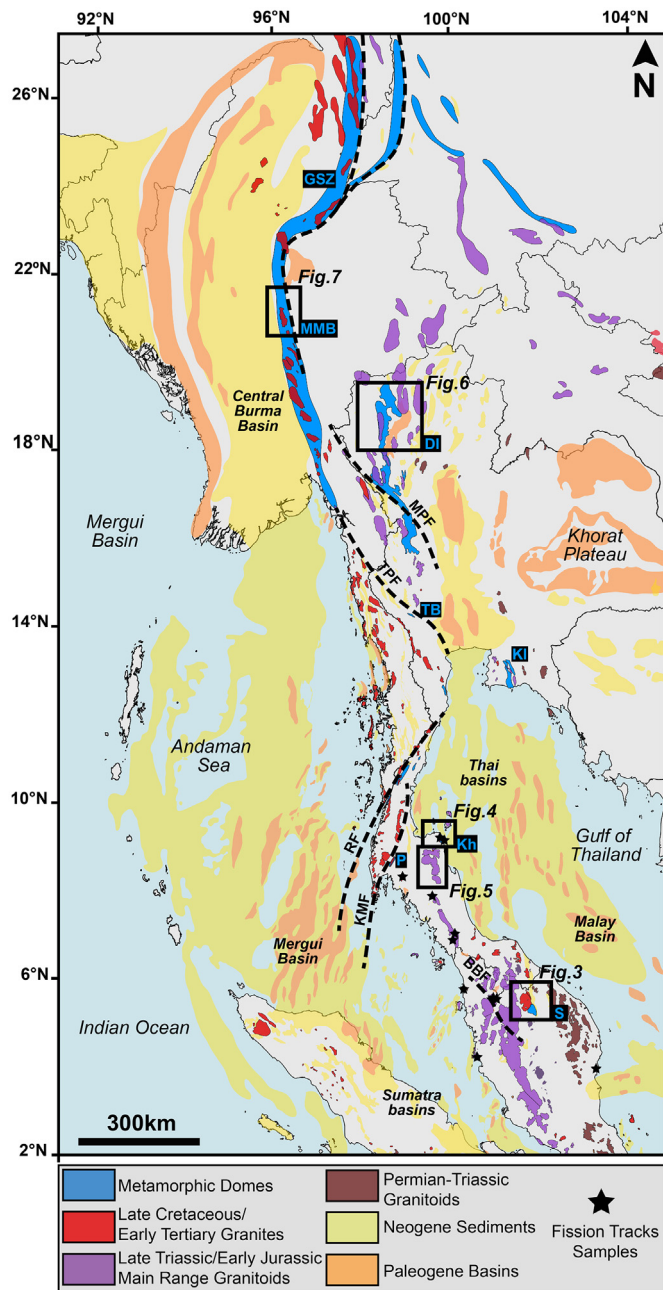 92°N
96°N
100°N
104°N
26°N
N
GSZ
22°N
Fig.7
MMB
Fig.6
Central
Burma
Basin
18°N
DI
Mergui
Basin
MPF
Khorat
Plateau
TPF
14°N
TB
KI
Andaman
Sea
Thai
basins
10°N
Fig.4
Gulf of
Thailand
RF
P
Kh
Fig.5
KMF
Malay
Basin
Mergui
Basin
BBF
6°N
Fig.3
Indian Ocean
S
Sumatra
basins
300km
2°N
Metamorphic Domes
Late Cretaceous/
Early Tertiary Granites
Late Triassic/Early Jurassic
Main Range Granitoids
Permian-Triassic
Granitoids
Neogene Sediments
Paleogene Basins
Fission Tracks
Samples